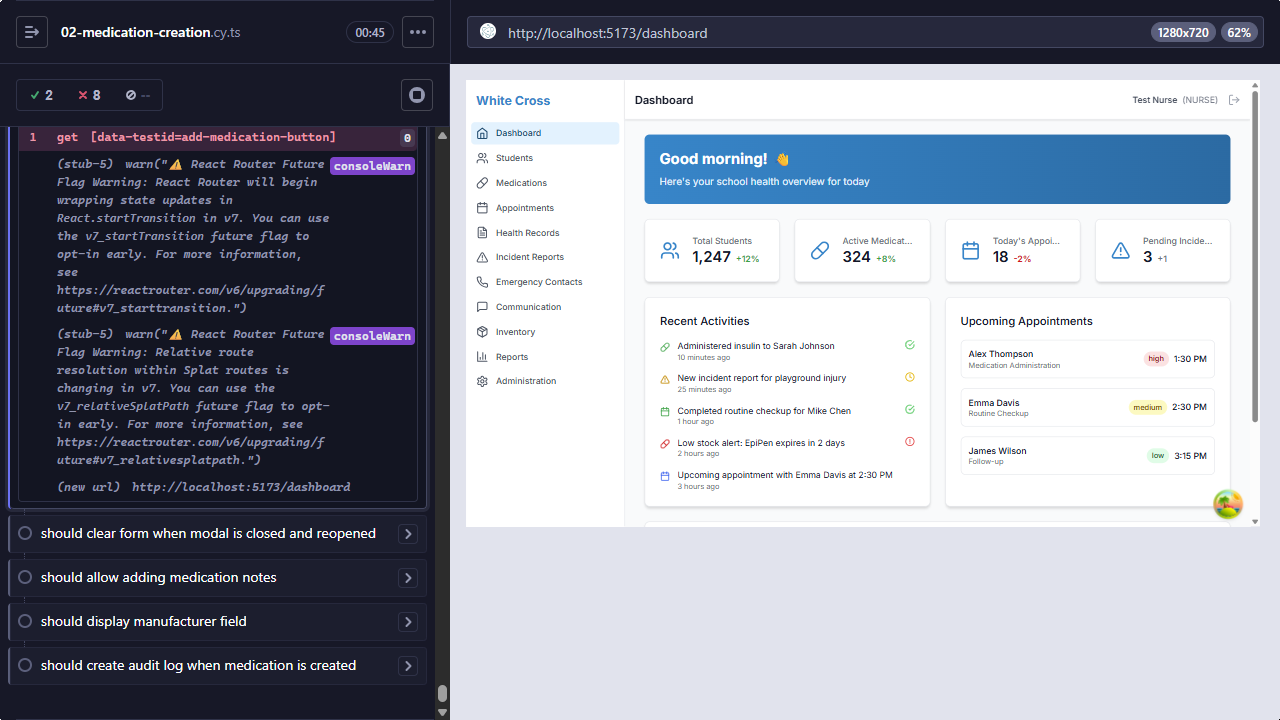 02-medication-creation.cy.ts
00:45
2
8
--
1 get [data-testid=add-medication-button] 0
(stub-5) warn("⚠️ React Router Future
consoleWarn
Flag Warning: React Router will begin
wrapping state updates in
React.startTransition in v7. You can use
the v7_startTransition future flag to
opt-in early. For more information,
see
https://reactrouter.com/v6/upgrading/f
uture#v7_starttransition.")
(stub-5) warn("⚠️ React Router Future
consoleWarn
Flag Warning: Relative route
resolution within Splat routes is
changing in v7. You can use the
v7_relativeSplatPath future flag to opt-
in early. For more information, see
https://reactrouter.com/v6/upgrading/f
uture#v7_relativesplatpath.")
(new url) http://localhost:5173/dashboard
should clear form when modal is closed and reopened
should allow adding medication notes
should display manufacturer field
should create audit log when medication is created
http://localhost:5173/dashboard
1280x720
62%
White Cross
Dashboard
Students
Medications
Appointments
Health Records
Incident Reports
Emergency Contacts
Communication
Inventory
Reports
Administration
Dashboard
Test Nurse (NURSE)
Good morning! 👋
Here's your school health overview for today
Total Students
1,247 +12%
Active Medicat...
324 +8%
Today's Appoi...
18 -2%
Pending Incide...
3 +1
Recent Activities
Administered insulin to Sarah Johnson
10 minutes ago
New incident report for playground injury
25 minutes ago
Completed routine checkup for Mike Chen
1 hour ago
Low stock alert: EpiPen expires in 2 days
2 hours ago
Upcoming appointment with Emma Davis at 2:30 PM
3 hours ago
Upcoming Appointments
Alex Thompson
Medication Administration
high 1:30 PM
Emma Davis
Routine Checkup
medium 2:30 PM
James Wilson
Follow-up
low 3:15 PM